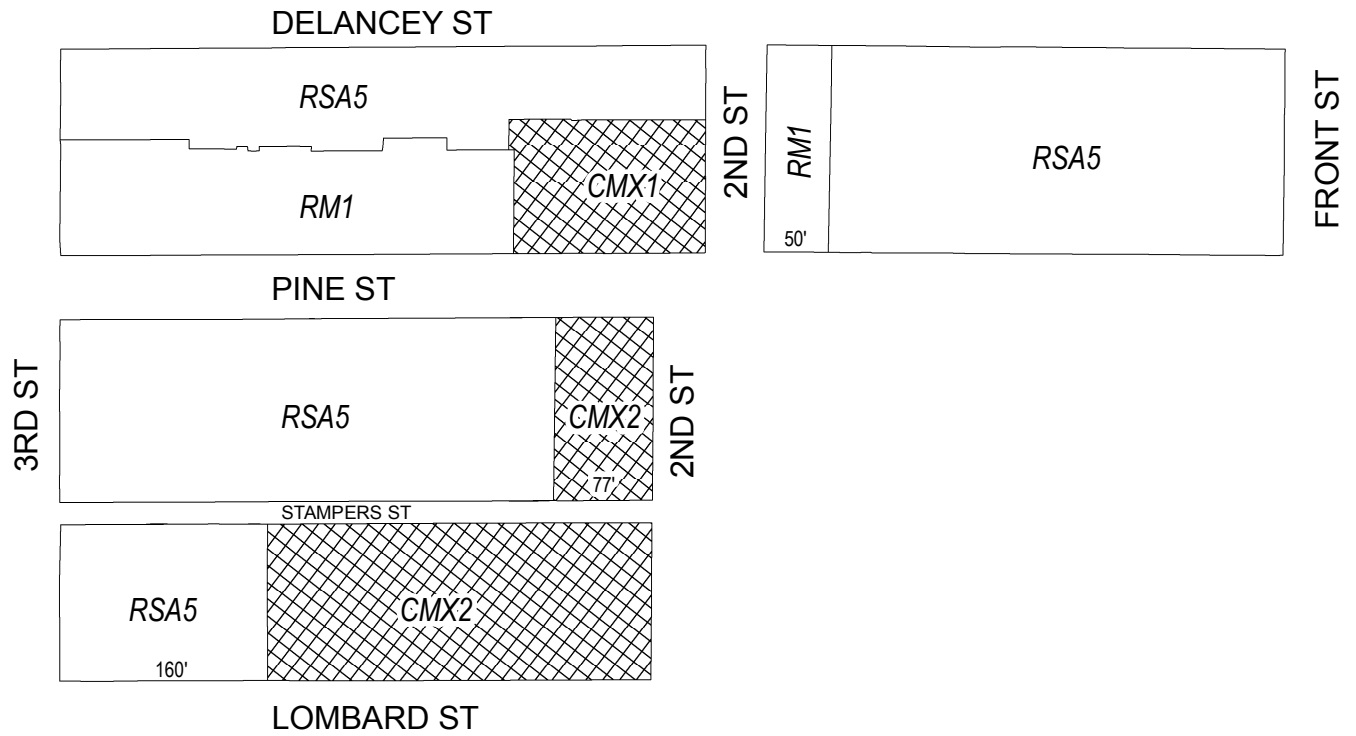 DELANCEY ST
RSA5
RM1
CMX1
2ND ST
RM1
50'
RSA5
FRONT ST
PINE ST
3RD ST
RSA5
CMX2
77'
2ND ST
STAMPERS ST
RSA5
160'
CMX2
LOMBARD ST